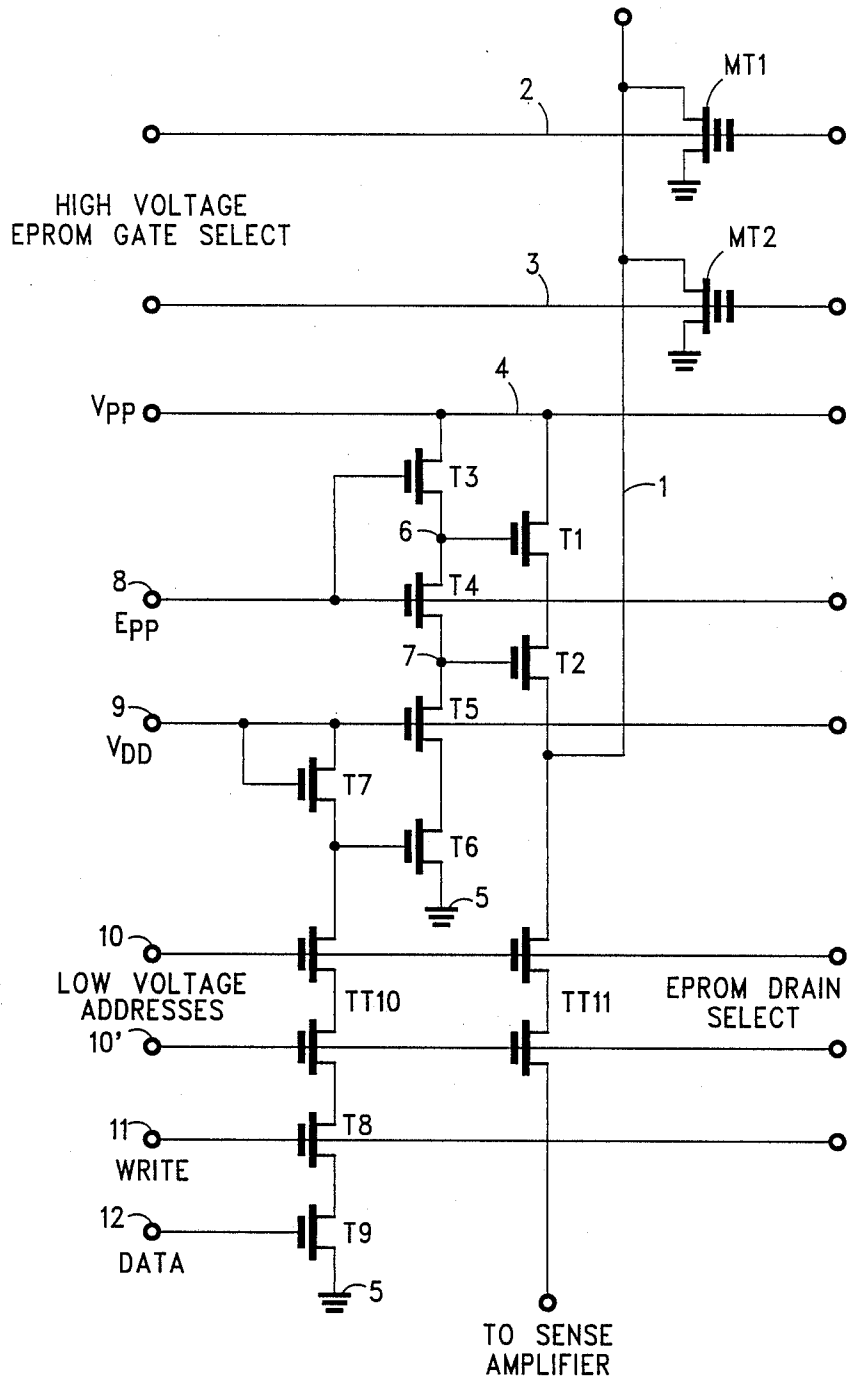 MT1
2
HIGH VOLTAGE
EPROM GATE SELECT
MT2
3
4
VPP
T3
1
6
T1
8
T4
EPP
7
T2
9
T5
VDD
T7
T6
5
10
LOW VOLTAGE
ADDRESSES
TT10
TT11
EPROM DRAIN
SELECT
10'
11
T8
WRITE
12
T9
DATA
5
TO SENSE
AMPLIFIER